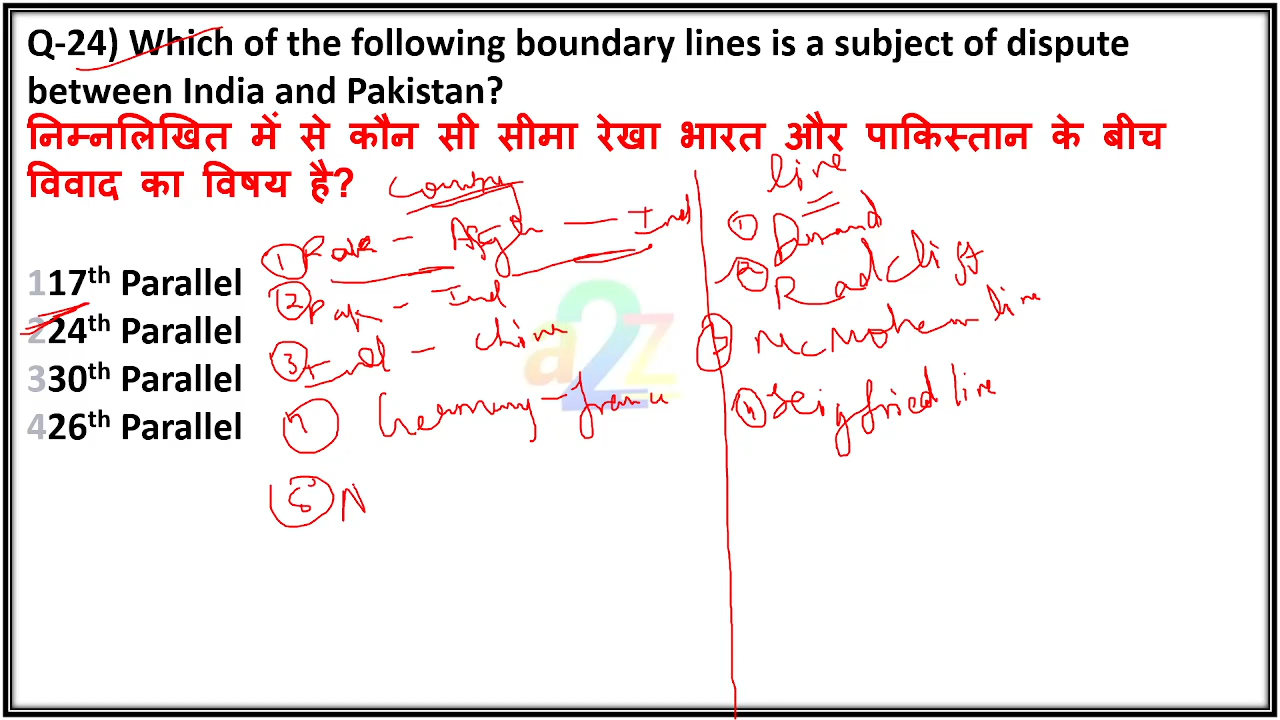 Q-24) Which of the following boundary lines is a subject of dispute
between India and Pakistan?
निम्नलिखित में से कौन सी सीमा रेखा भारत और पाकिस्तान के बीच
विवाद का विषय है?
line
1 Pak - Afgh — Ind
1 Durand
2 Pak - Ind
2 Radcliff
3 Ind - China
3 McMohan line
Germany - France
4 Seigfried line
5 N
117th Parallel
224th Parallel
330th Parallel
426th Parallel
a2z